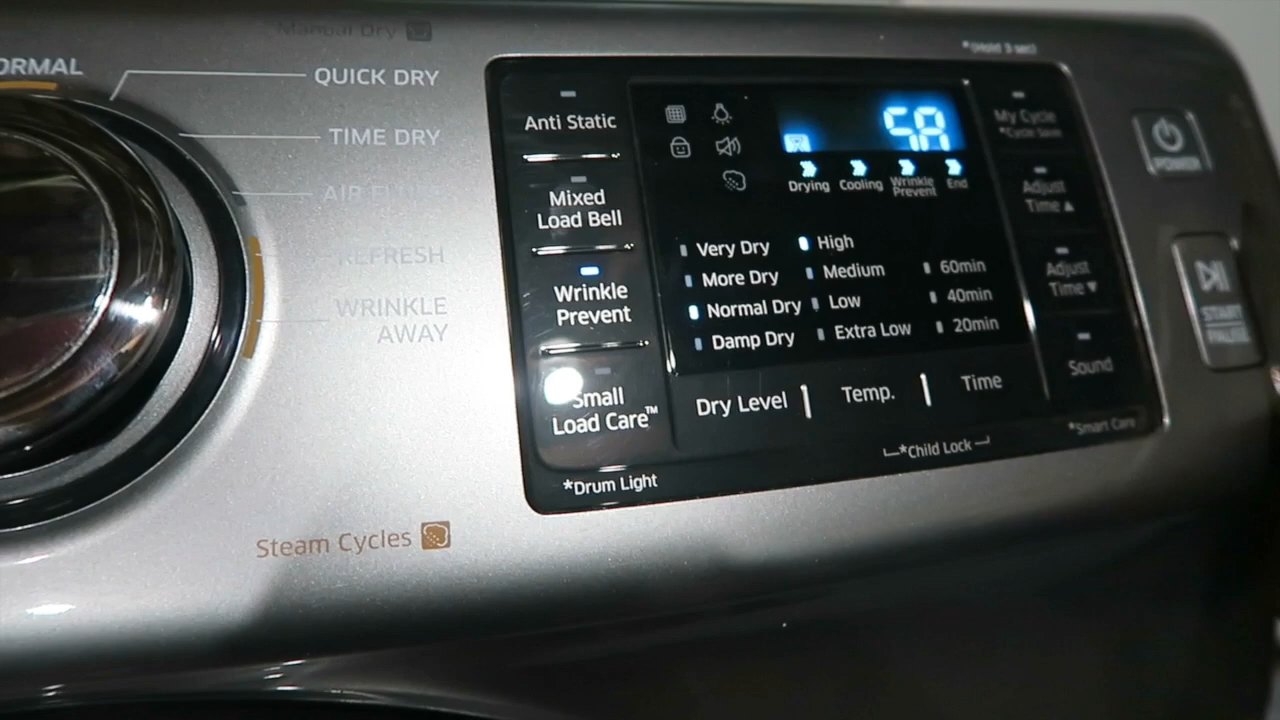 Manual Dry
ORMAL
QUICK DRY
TIME DRY
AIR FLUFF
REFRESH
WRINKLE
AWAY
Steam Cycles
Anti Static
Mixed
Load Bell
Wrinkle
Prevent
Small
Load Care™
*Drum Light
Drying
Cooling
Wrinkle
Prevent
End
Very Dry
More Dry
Normal Dry
Damp Dry
High
Medium
Low
Extra Low
60min
40min
20min
Dry Level
Temp.
Time
*Child Lock
*(Hold 3 sec)
My Cycle
*Cycle Save
Adjust
Time ▲
Adjust
Time ▼
Sound
*Smart Care
POWER
START
PAUSE